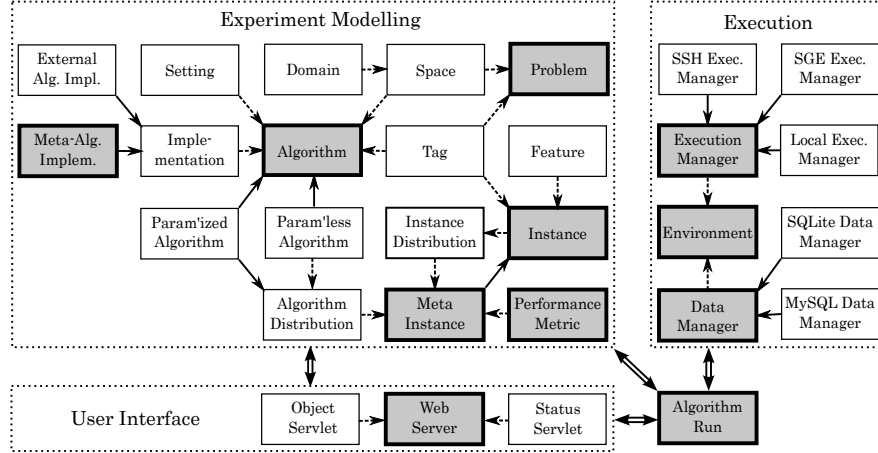 Experiment Modelling
Execution
External
Alg. Impl.
Setting
Domain
Space
Problem
SSH Exec.
Manager
SGE Exec.
Manager
Meta-Alg.
Implem.
Imple-
mentation
Algorithm
Tag
Feature
Execution
Manager
Local Exec.
Manager
Param'ized
Algorithm
Param'less
Algorithm
Instance
Distribution
Instance
Environment
SQLite Data
Manager
Algorithm
Distribution
Meta
Instance
Performance
Metric
Data
Manager
MySQL Data
Manager
User Interface
Object
Servlet
Web
Server
Status
Servlet
Algorithm
Run